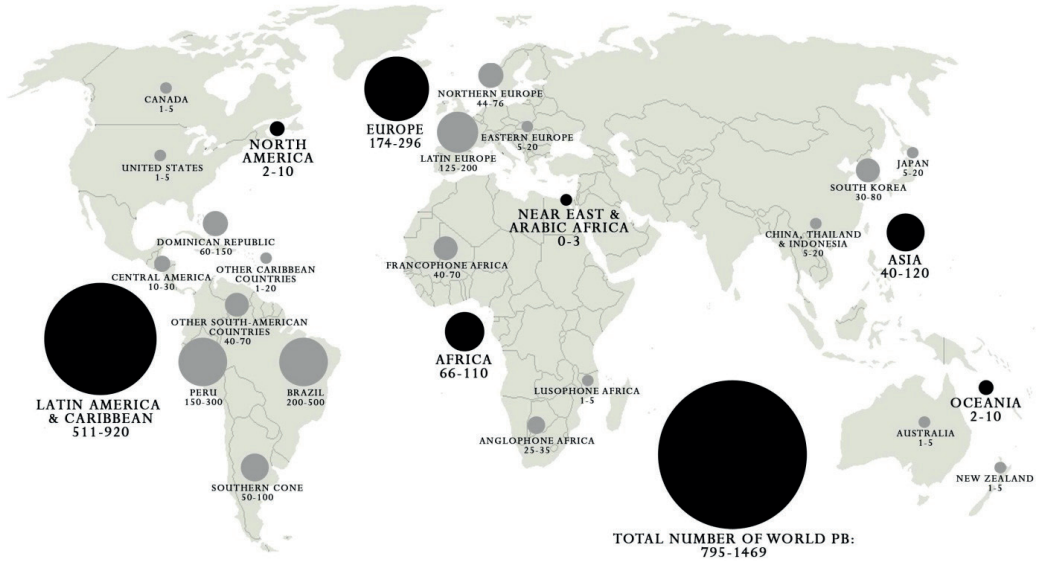 CANADA
1-5
NORTH
AMERICA
2-10
UNITED STATES
1-5
DOMINICAN REPUBLIC
60-150
CENTRAL AMERICA
10-30
OTHER CARIBBEAN
COUNTRIES
1-20
OTHER SOUTH-AMERICAN
COUNTRIES
40-70
PERU
150-300
BRAZIL
200-500
LATIN AMERICA
& CARIBBEAN
511-920
SOUTHERN CONE
50-100
EUROPE
174-296
NORTHERN EUROPE
44-76
EASTERN EUROPE
5-20
LATIN EUROPE
125-200
NEAR EAST &
ARABIC AFRICA
0-3
FRANCOPHONE AFRICA
40-70
AFRICA
66-110
LUSOPHONE AFRICA
1-5
ANGLOPHONE AFRICA
25-35
JAPAN
5-20
SOUTH KOREA
30-80
CHINA, THAILAND
& INDONESIA
5-20
ASIA
40-120
OCEANIA
2-10
AUSTRALIA
1-5
NEW ZEALAND
1-5
TOTAL NUMBER OF WORLD PB:
795-1469